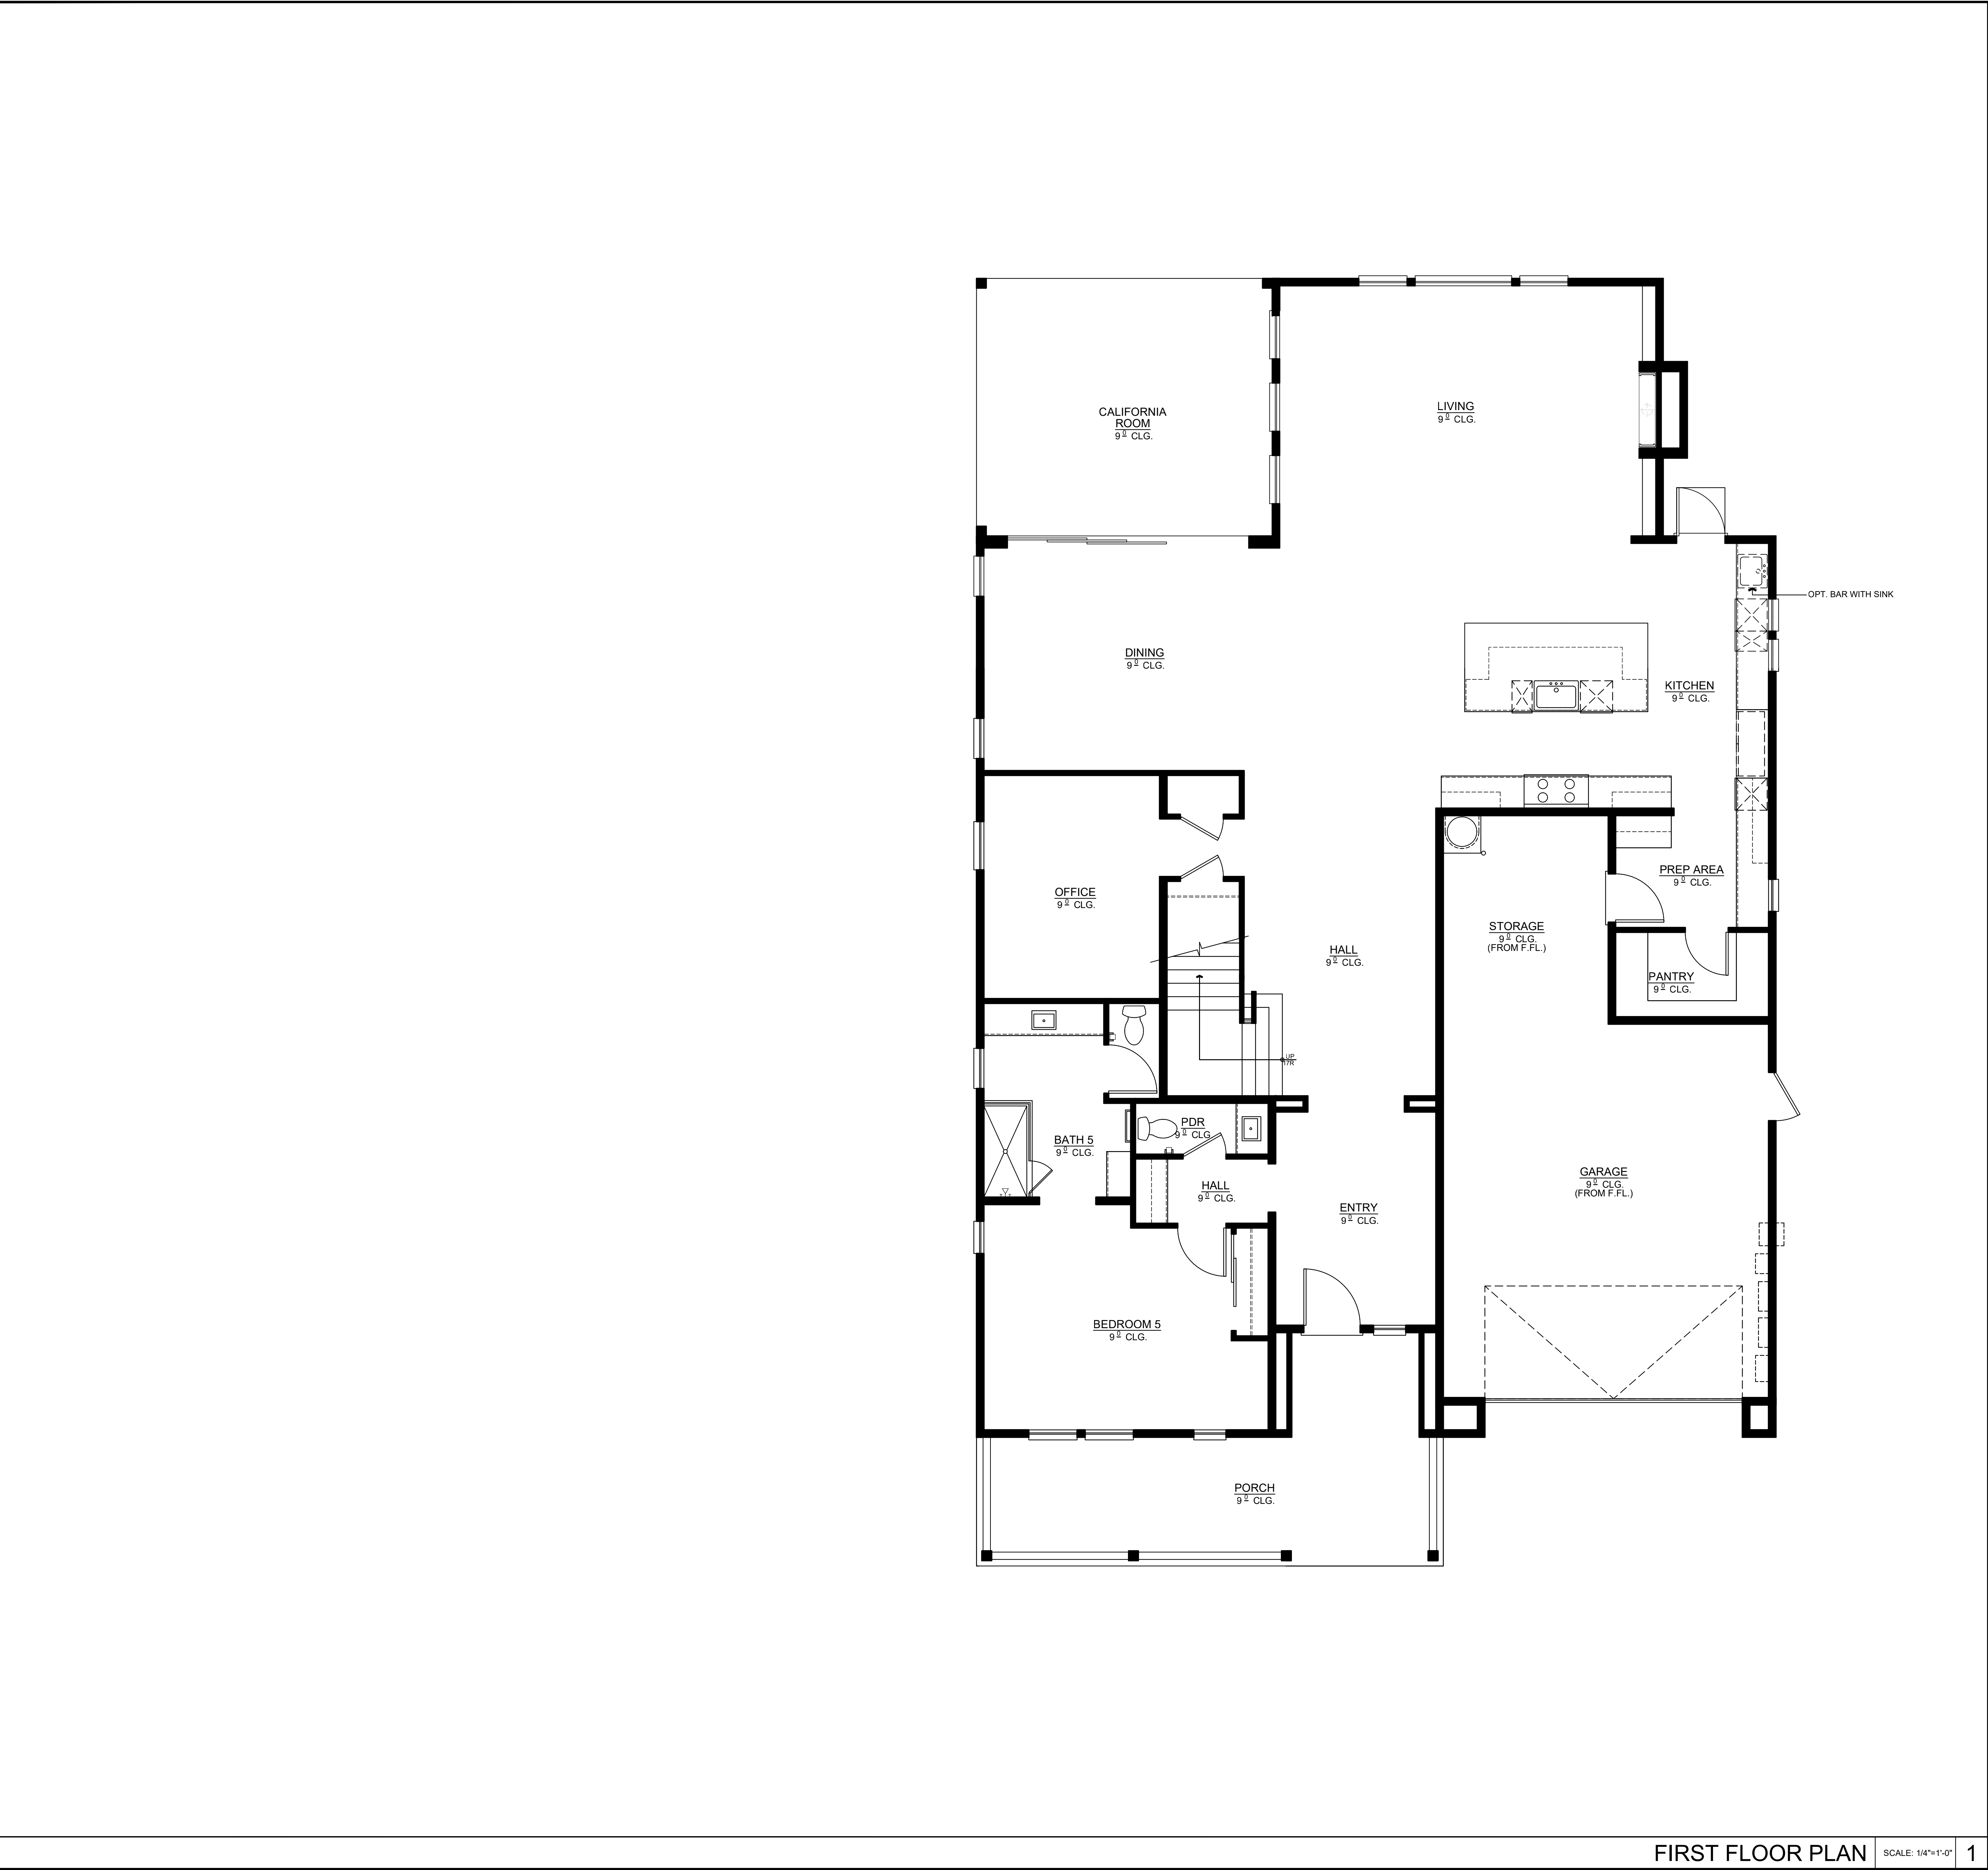 CALIFORNIA
ROOM
9 0 CLG.
LIVING
9 0 CLG.
OPT. BAR WITH SINK
DINING
9 0 CLG.
KITCHEN
9 0 CLG.
OFFICE
9 0 CLG.
PREP AREA
9 0 CLG.
STORAGE
9 0 CLG.
(FROM F.FL.)
HALL
9 0 CLG.
PANTRY
9 0 CLG.
UP
17R
PDR
9 0 CLG.
BATH 5
9 0 CLG.
HALL
9 0 CLG.
GARAGE
9 0 CLG.
(FROM F.FL.)
ENTRY
9 0 CLG.
BEDROOM 5
9 0 CLG.
PORCH
9 0 CLG.
FIRST FLOOR PLAN
SCALE: 1/4"=1'-0"
1